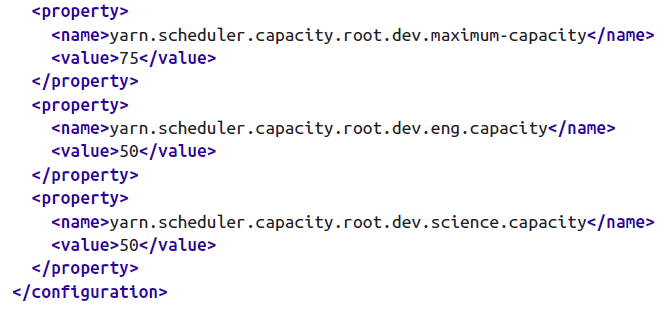 <property>
<name>yarn.scheduler.capacity.root.dev.maximum-capacity</name>
<value>75</value>
</property>
<property>
<name>yarn.scheduler.capacity.root.dev.eng.capacity</name>
<value>50</value>
</property>
<property>
<name>yarn.scheduler.capacity.root.dev.science.capacity</name>
<value>50</value>
</property>
</configuration>